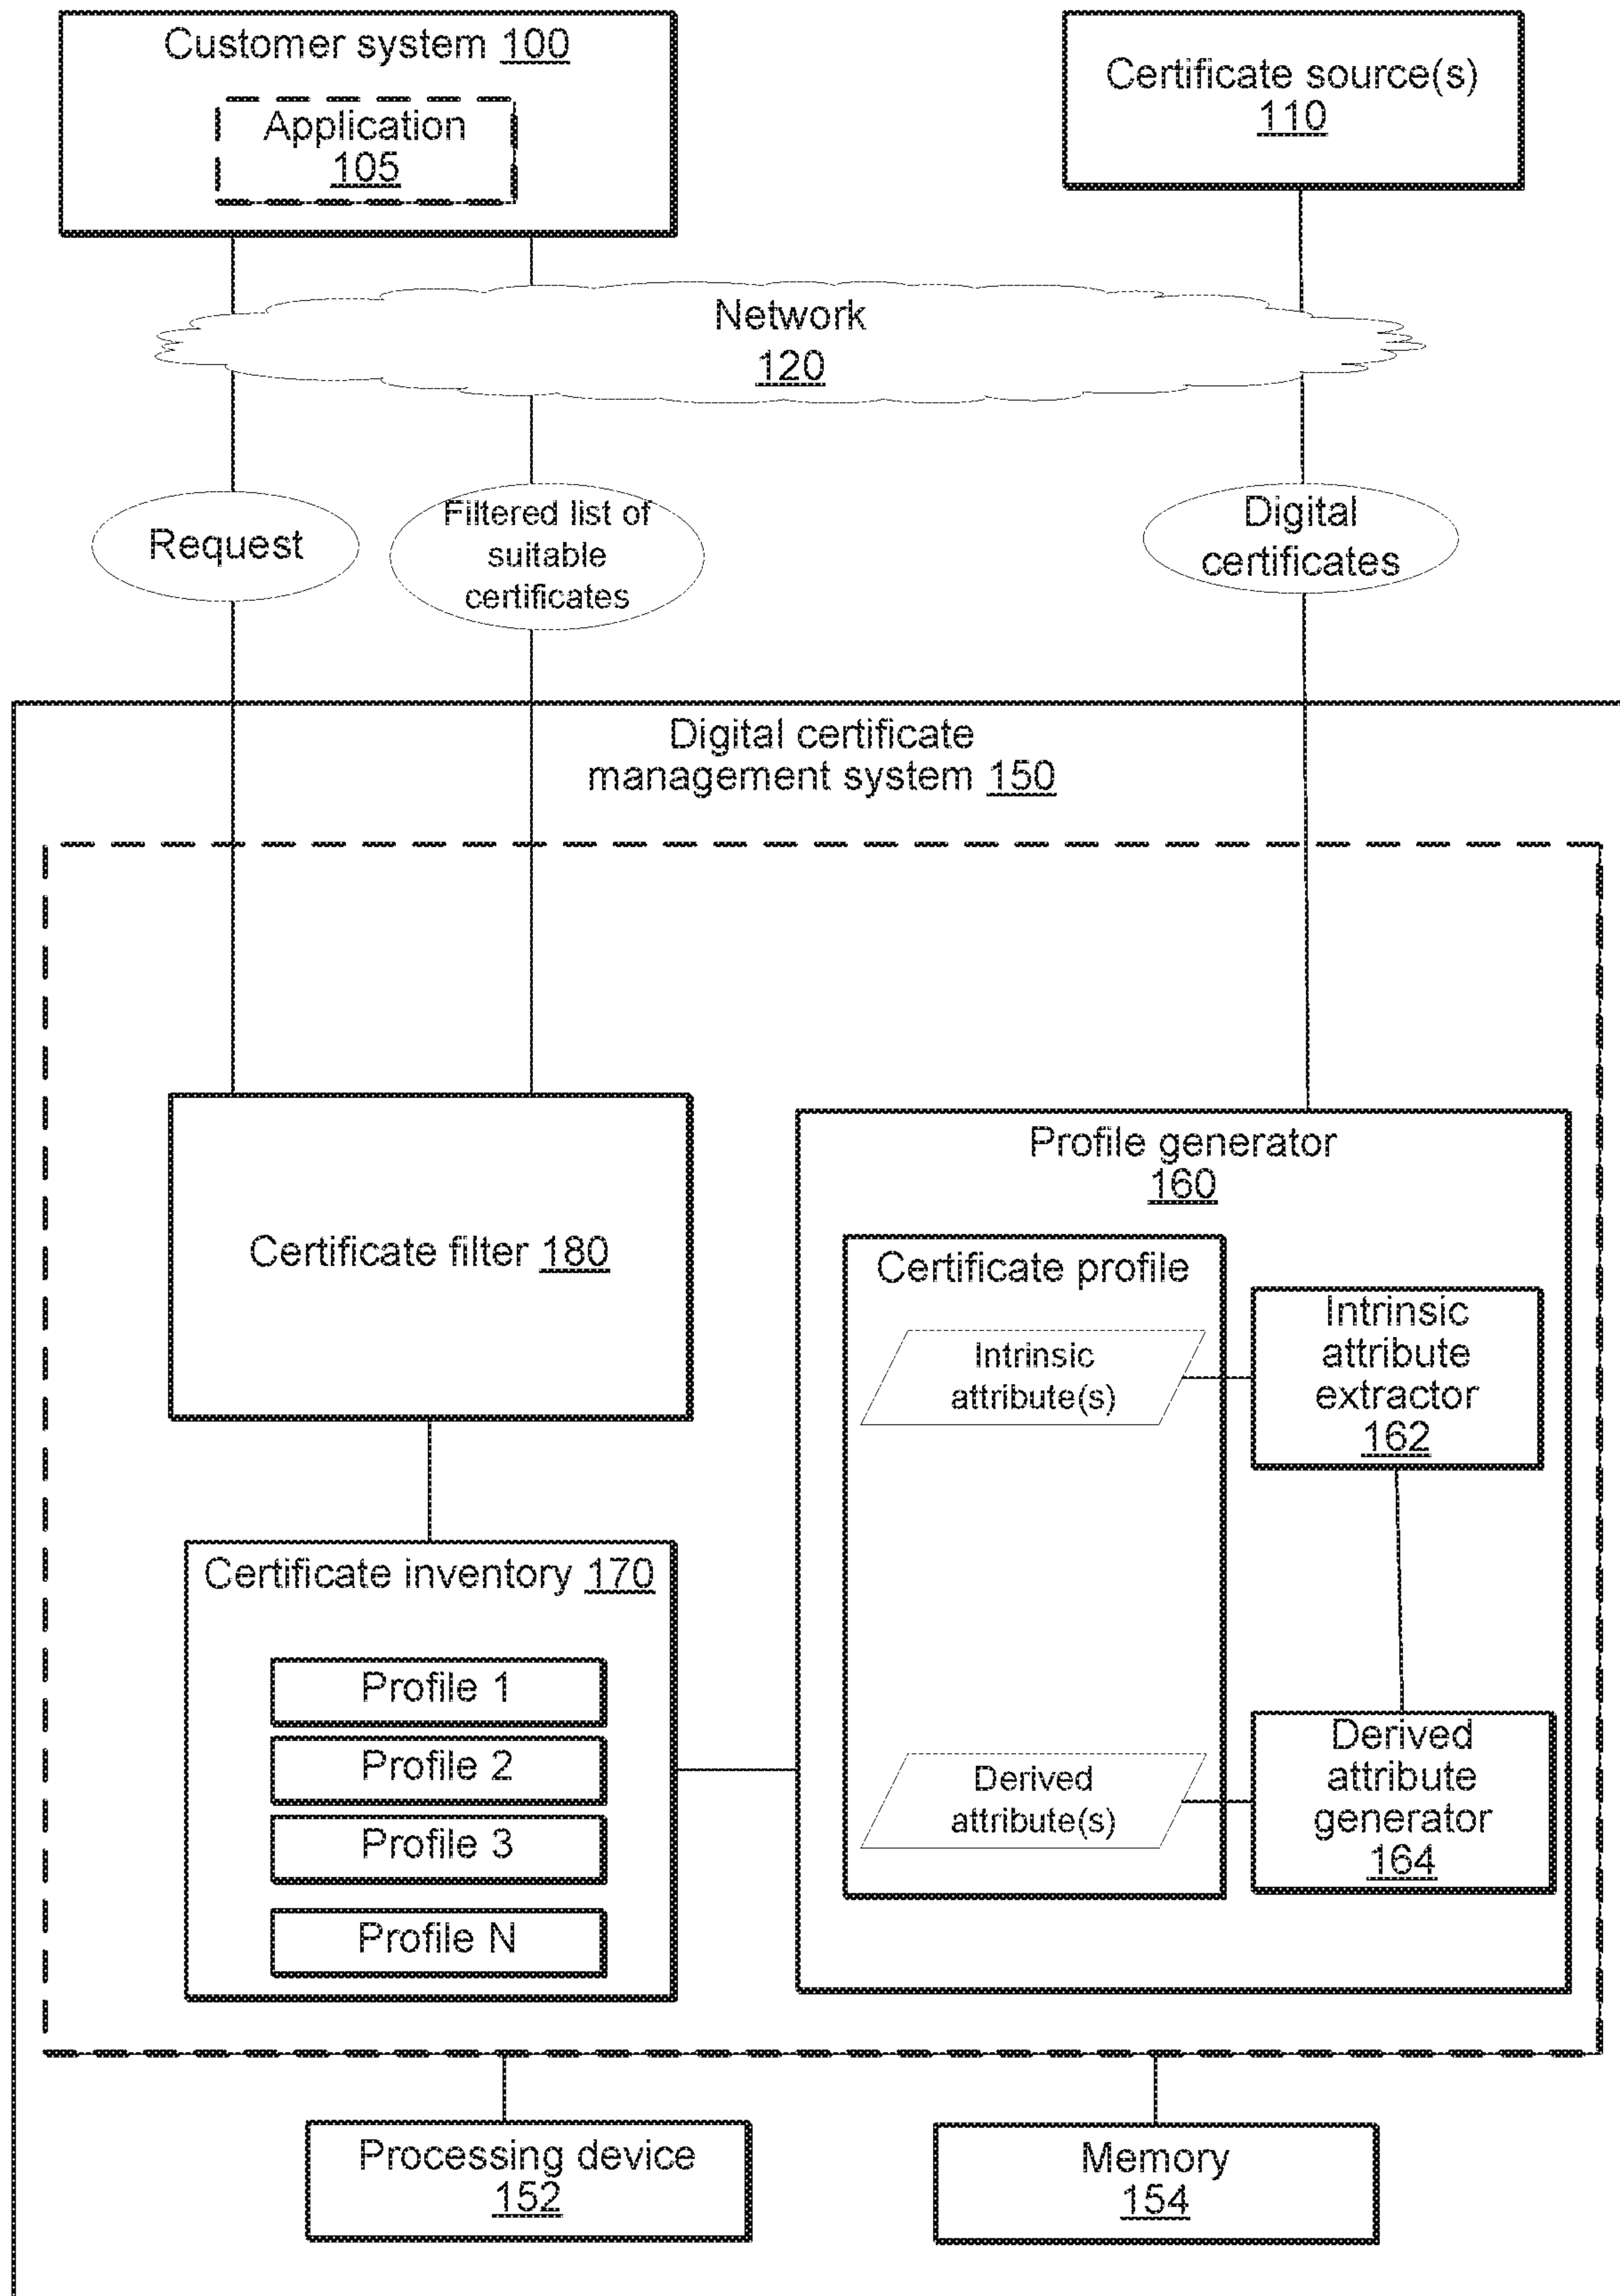 Customer system 100
Application
105
Certificate source(s)
110
Network
120
Request
Filtered list of
suitable
certificates
Digital
certificates
Digital certificate
management system 150
Certificate filter 180
Profile generator
160
Certificate profile
Intrinsic
attribute(s)
Intrinsic
attribute
extractor
162
Certificate inventory 170
Profile 1
Profile 2
Profile 3
Profile N
Derived
attribute(s)
Derived
attribute
generator
164
Processing device
152
Memory
154